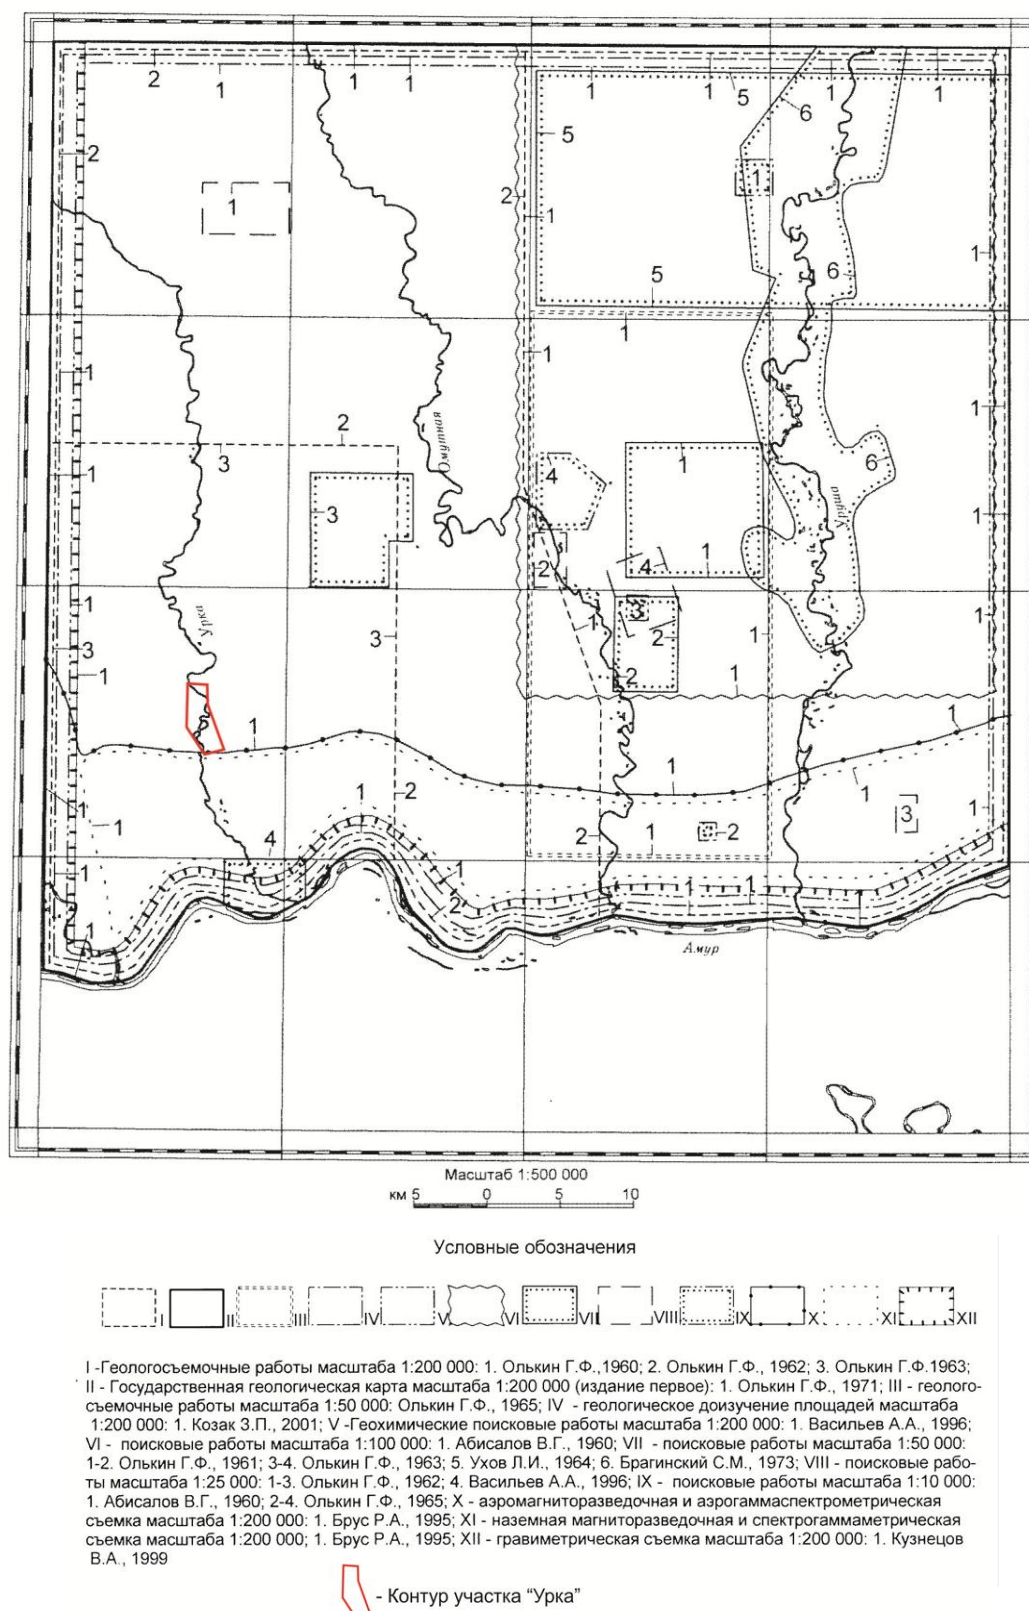 2 1 1 1 1 1 5 1 1
6
5
2
1
1
2
1
1
5
6
1
1
1
1
1
2
3
Омутная
1
4
1
6
3
Уруша
1
2
4
1
1
3
1
Урка
3
3
1
2
1
1
1
2
1
1
1
1
1
1
2
3
1
1
4
1
2
1
2
1
1
2
1
1
1
Амур
Масштаб 1:500 000
км 5 0 5 10
Условные обозначения
I II III IV V VI VII VIII IX X XI XII
I -Геологосъемочные работы масштаба 1:200 000: 1. Олькин Г.Ф.,1960; 2. Олькин Г.Ф., 1962; 3. Олькин Г.Ф.1963;
II - Государственная геологическая карта масштаба 1:200 000 (издание первое): 1. Олькин Г.Ф., 1971; III - геолого-
съемочные работы масштаба 1:50 000: Олькин Г.Ф., 1965; IV - геологическое доизучение площадей масштаба
1:200 000: 1. Козак З.П., 2001; V -Геохимические поисковые работы масштаба 1:200 000: 1. Васильев А.А., 1996;
VI - поисковые работы масштаба 1:100 000: 1. Абисалов В.Г., 1960; VII - поисковые работы масштаба 1:50 000:
1-2. Олькин Г.Ф., 1961; 3-4. Олькин Г.Ф., 1963; 5. Ухов Л.И., 1964; 6. Брагинский С.М., 1973; VIII - поисковые рабо-
ты масштаба 1:25 000: 1-3. Олькин Г.Ф., 1962; 4. Васильев А.А., 1996; IX - поисковые работы масштаба 1:10 000:
1. Абисалов В.Г., 1960; 2-4. Олькин Г.Ф., 1965; X - аэромагниторазведочная и аэрогаммаспектрометрическая
съемка масштаба 1:200 000: 1. Брус Р.А., 1995; XI - наземная магниторазведочная и спектрогаммаметрическая
съемка масштаба 1:200 000; 1. Брус Р.А., 1995; XII - гравиметрическая съемка масштаба 1:200 000: 1. Кузнецов
В.А., 1999
- Контур участка "Урка"